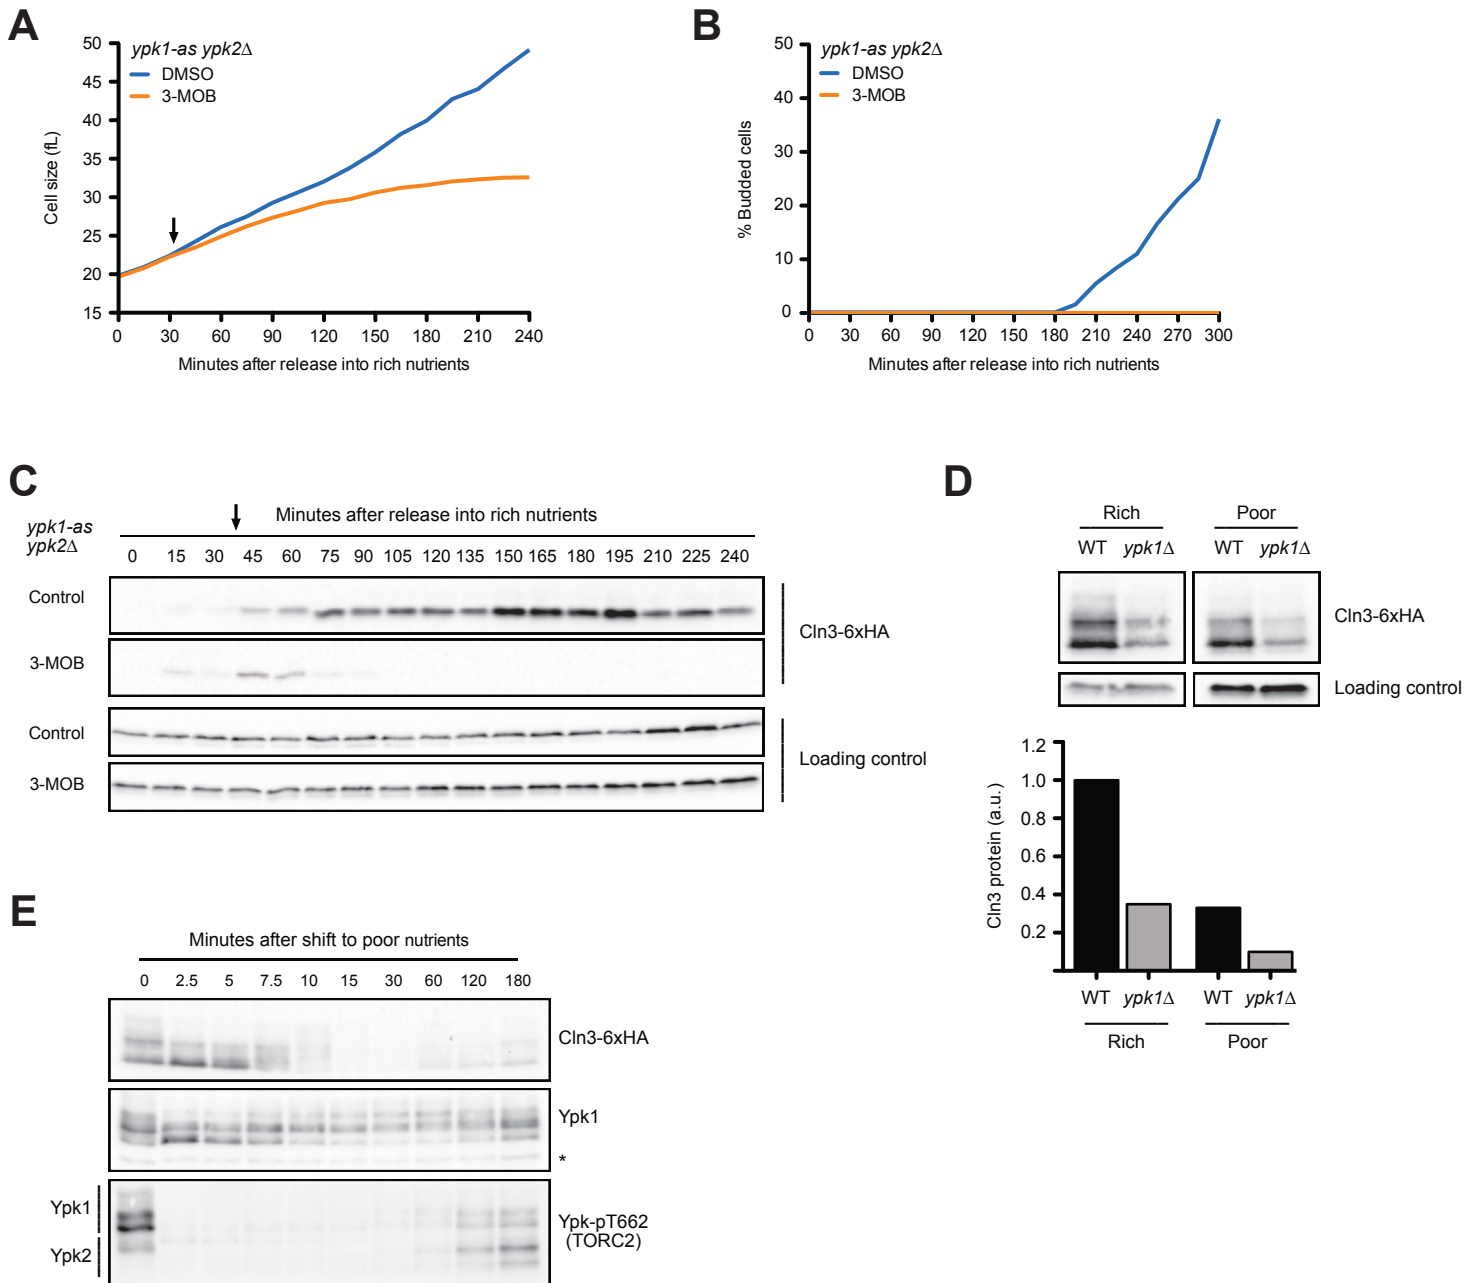 A
ypk1-as ypk2Δ
DMSO
3-MOB
Cell size (fL)
50
45
40
35
30
25
20
15
0 30 60 90 120 150 180 210 240
Minutes after release into rich nutrients
B
ypk1-as ypk2Δ
DMSO
3-MOB
% Budded cells
50
40
30
20
10
0
0 30 60 90 120 150 180 210 240 270 300
Minutes after release into rich nutrients
C
Minutes after release into rich nutrients
ypk1-as
ypk2Δ
0 15 30 45 60 75 90 105 120 135 150 165 180 195 210 225 240
Control
3-MOB
Cln3-6xHA
Control
3-MOB
Loading control
D
Rich Poor
WT ypk1Δ WT ypk1Δ
Cln3-6xHA
Loading control
Cln3 protein (a.u.)
1.2
1.0
0.8
0.6
0.4
0.2
WT ypk1Δ WT ypk1Δ
Rich Poor
E
Minutes after shift to poor nutrients
0 2.5 5 7.5 10 15 30 60 120 180
Cln3-6xHA
Ypk1
*
Ypk1
Ypk2
Ypk-pT662
(TORC2)